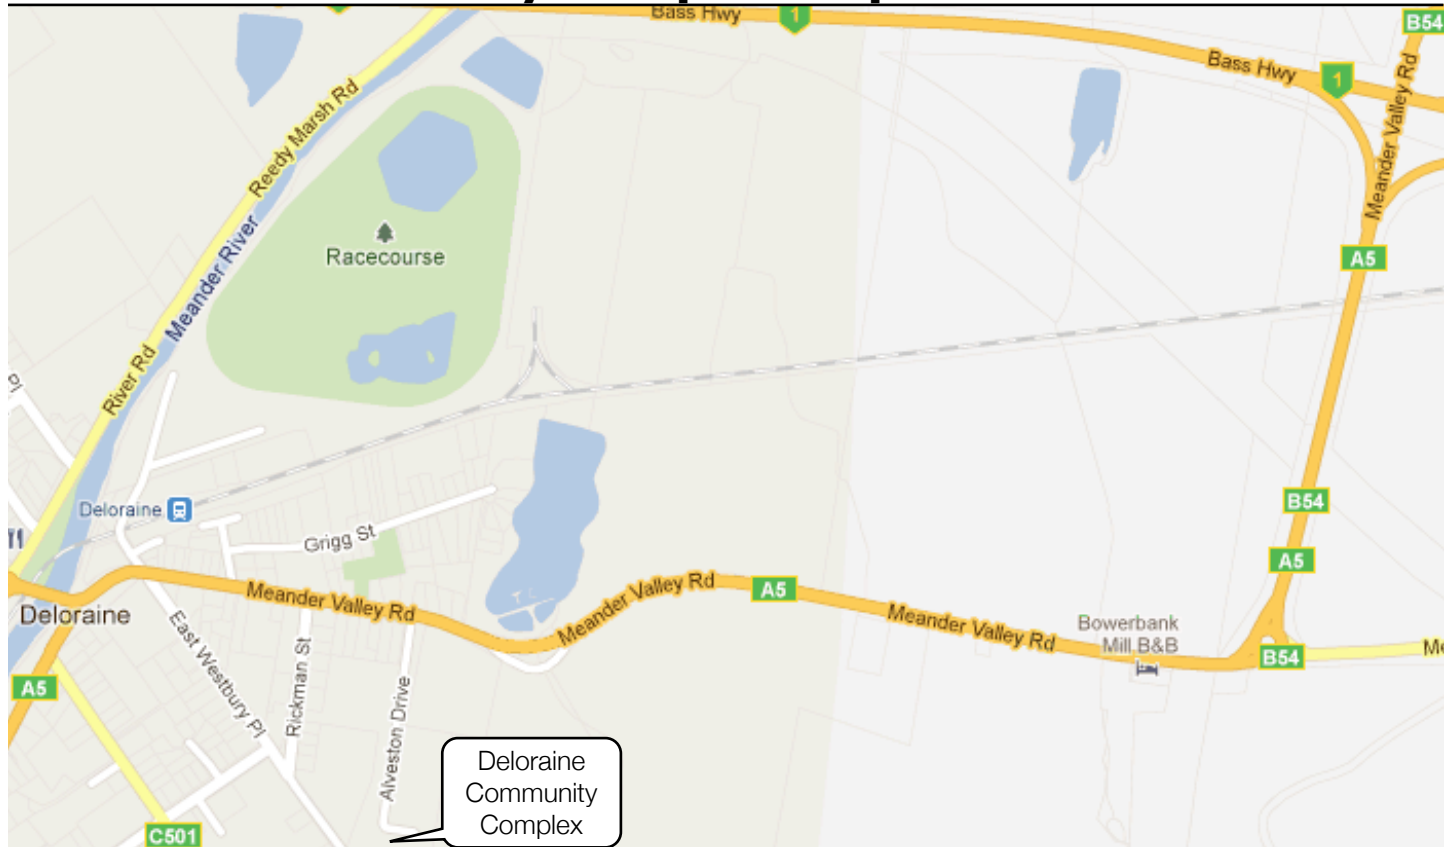 Bass Hwy
1
B54
Bass Hwy
1
Meander Valley Rd
Reedy Marsh Rd
Meander River
Racecourse
A5
River Rd
Pl
B54
Deloraine
Grigg St
A5
Meander Valley Rd
Meander Valley Rd
A5
Meander Valley Rd
Deloraine
Bowerbank
Mill B&B
B54
Me
East Westbury Pl
Rickman St
Alveston Drive
A5
Deloraine
Community
Complex
C501